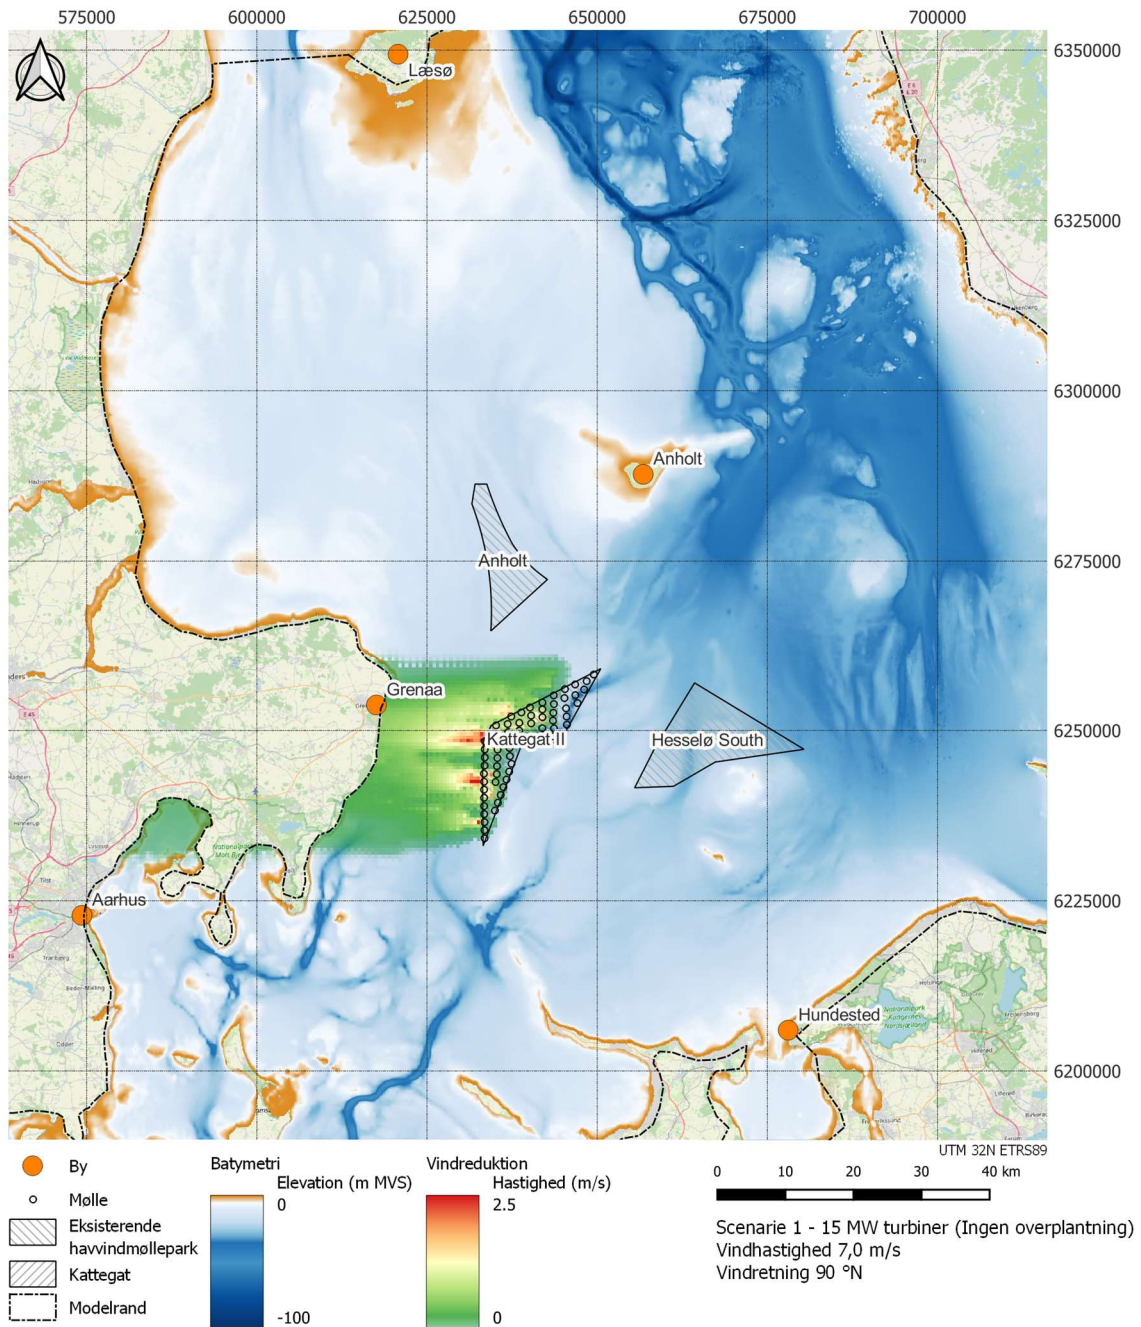 575000 600000 625000 650000 675000 700000
6350000
Læsø
6325000
6300000
Anholt
Anholt
6275000
Grenaa
6250000
Kattegat II
Hesselø South
Aarhus
6225000
Hundested
6200000
UTM 32N ETRS89
By
Mølle
Eksisterende
havvindmøllepark
Kattegat
Modelrand
Batymetri
Elevation (m MVS)
0
-100
Vindreduktion
Hastighed (m/s)
2.5
0
0 10 20 30 40 km
Scenarie 1 - 15 MW turbiner (Ingen overplantning)
Vindhastighed 7,0 m/s
Vindretning 90 °N